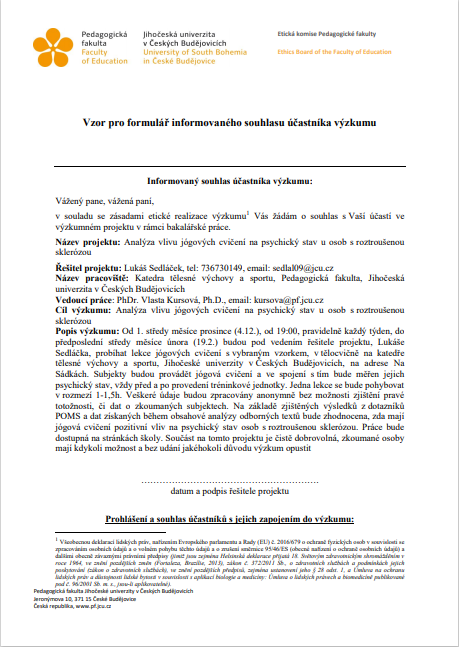 Pedagogická
fakulta
Faculty
of Education
Jihočeská univerzita
v Českých Budějovicích
University of South Bohemia
in České Budějovice
Etická komise Pedagogické fakulty
Ethics Board of the Faculty of Education
Vzor pro formulář informovaného souhlasu účastníka výzkumu
Informovaný souhlas účastníka výzkumu:
Vážený pane, vážená paní,
v souladu se zásadami etické realizace výzkumu1 Vás žádám o souhlas s Vaší účastí ve
výzkumném projektu v rámci bakalářské práce.
Název projektu: Analýza vlivu jógových cvičení na psychický stav u osob s roztroušenou
sklerózou
Řešitel projektu: Lukáš Sedláček, tel: 736730149, email: sedlal09@jcu.cz
Název pracoviště: Katedra tělesné výchovy a sportu, Pedagogická fakulta, Jihočeská
univerzita v Českých Budějovicích
Vedoucí práce: PhDr. Vlasta Kursová, Ph.D., email: kursova@pf.jcu.cz
Cíl výzkumu: Analýza vlivu jógových cvičení na psychický stav u osob s roztroušenou
sklerózou
Popis výzkumu: Od 1. středy měsíce prosince (4.12.), od 19:00, pravidelně každý týden, do
předposlední středy měsíce února (19.2.) budou pod vedením řešitele projektu, Lukáše
Sedláčka, probíhat lekce jógových cvičení s vybraným vzorkem, v tělocvičně na katedře
tělesné výchovy a sportu, Jihočeské univerzity v Českých Budějovicích, na adrese Na
Sádkách. Subjekty budou provádět jógová cvičení a ve spojení s tím bude měřen jejich
psychický stav, vždy před a po provedení tréninkové jednotky. Jedna lekce se bude pohybovat
v rozmezí 1-1,5h. Veškeré údaje budou zpracovány anonymně bez možnosti zjištění pravé
totožnosti, či dat o zkoumaných subjektech. Na základě zjištěných výsledků z dotazníků
POMS a dat získaných během obsahové analýzy odborných textů bude zhodnocena, zda mají
jógová cvičení pozitivní vliv na psychický stav osob s roztroušenou sklerózou. Práce bude
dostupná na stránkách školy. Součást na tomto projektu je čistě dobrovolná, zkoumané osoby
mají kdykoli možnost a bez udání jakéhokoli důvodu výzkum opustit
……………………………………………………
datum a podpis řešitele projektu
Prohlášení a souhlas účastníků s jejich zapojením do výzkumu:
1 Všeobecnou deklarací lidských práv, nařízením Evropského parlamentu a Rady (EU) č. 2016/679 o ochraně fyzických osob v souvislosti se
zpracováním osobních údajů a o volném pohybu těchto údajů a o zrušení směrnice 95/46/ES (obecné nařízení o ochraně osobních údajů) a
dalšími obecně závaznými právními předpisy (jimiž jsou zejména Helsinská deklarace přijatá 18. Světovým zdravotnickým shromážděním v
roce 1964, ve znění pozdějších změn (Fortaleza, Brazílie, 2013), zákon č. 372/2011 Sb., o zdravotních službách a podmínkách jejich
poskytování (zákon o zdravotních službách), ve znění pozdějších předpisů, zejména ustanovení jeho § 28 odst. 1, a Úmluva na ochranu
lidských práv a důstojnosti lidské bytosti v souvislosti s aplikací biologie a medicíny: Úmluva o lidských právech a biomedicíně publikované
pod č. 96/2001 Sb. m. s., jsou-li aplikovatelné).
Pedagogická fakulta Jihočeské univerzity v Českých Budějovicích
Jeronýmova 10, 371 15 České Budějovice
Česká republika, www.pf.jcu.cz